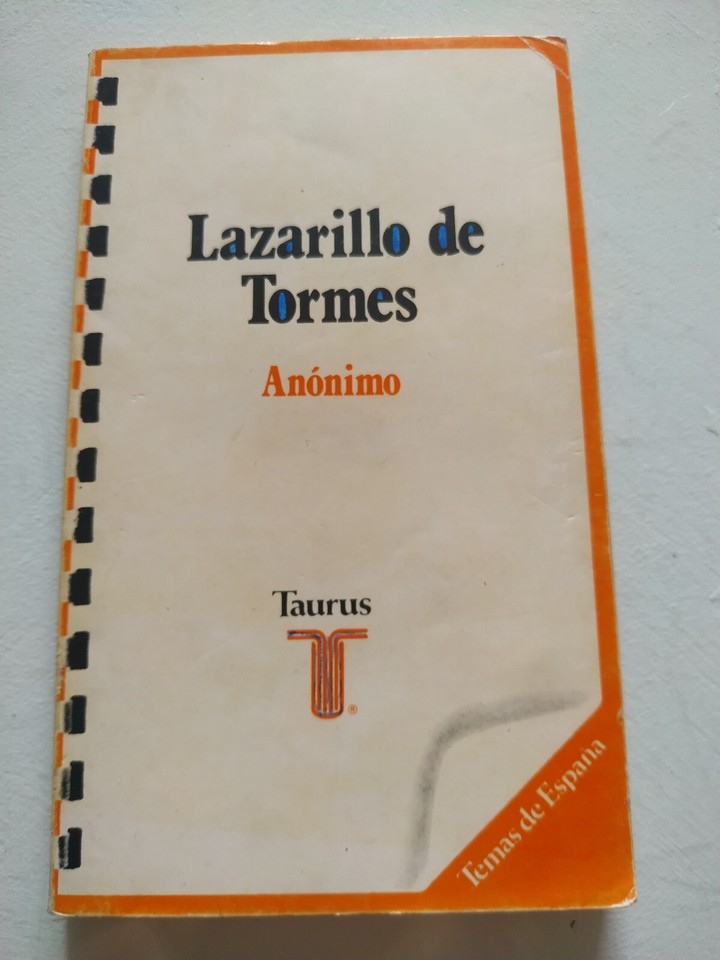 Lazarillo de
Tormes
Anónimo
Taurus
®
Temas de España